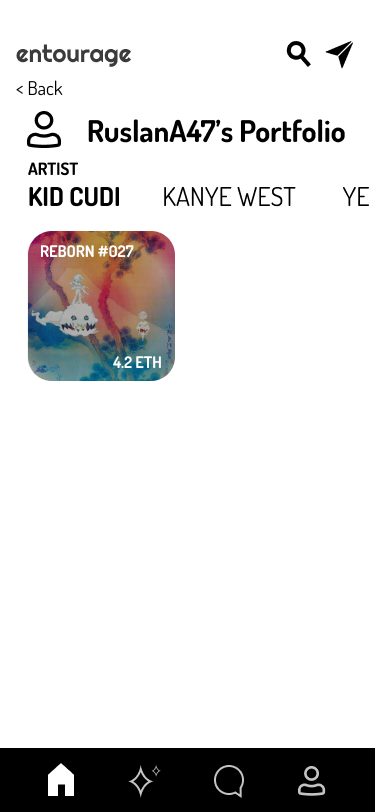 entourage
< Back
RuslanA47's Portfolio
ARTIST
KID CUDI KANYE WEST YE
REBORN #027
4.2 ETH